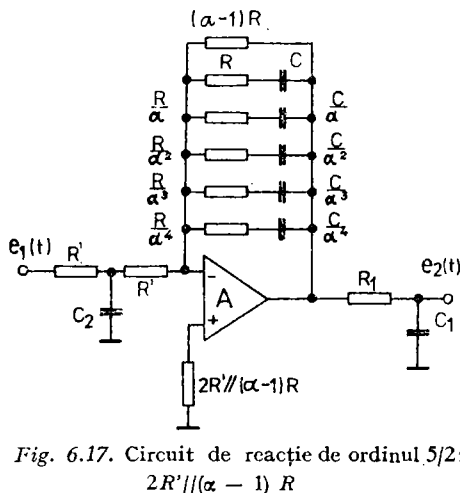 (α-1)R
R C
R/α C/α
R/α² C/α²
R/α³ C/α³
R/α⁴ C/α⁴
e₁(t) R' R' C₂
- A +
R₁ e₂(t) C₁
2R'//(α-1)R
Fig. 6.17. Circuit de reacție de ordinul 5/2:
2R'//(α — 1) R